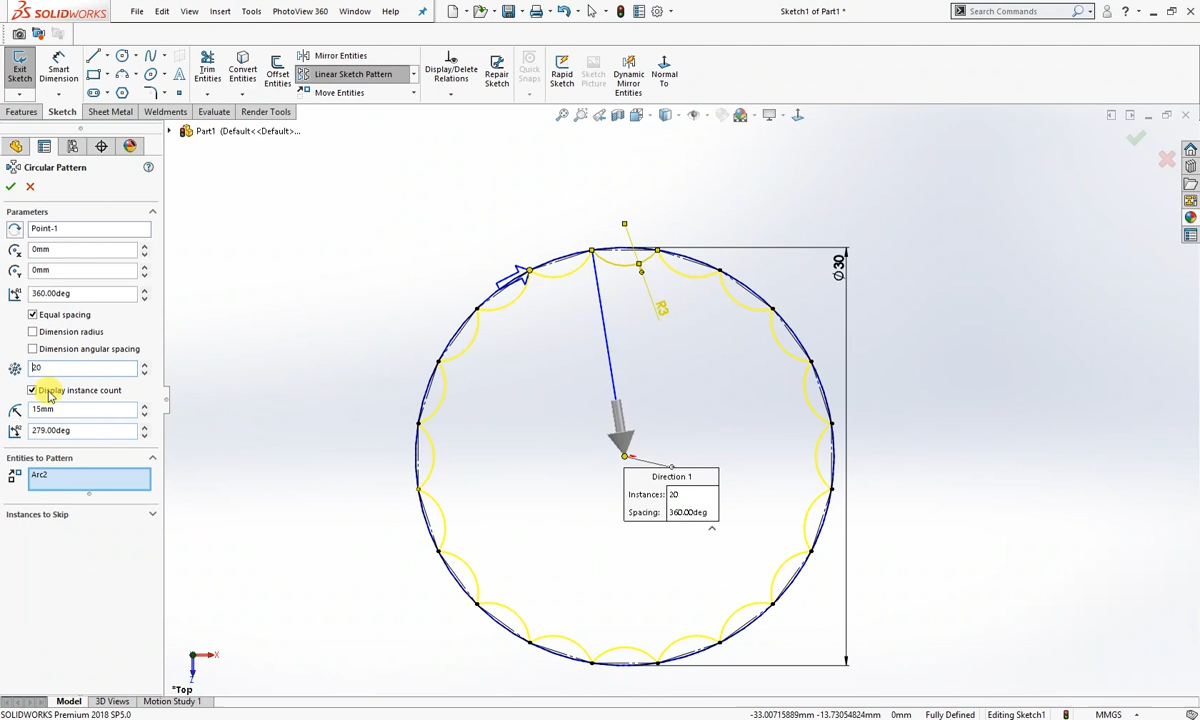 SOLIDWORKS File Edit View Insert Tools PhotoView 360 Window Help Sketch1 of Part1 * Search Commands
Exit Sketch
Smart Dimension
Trim Entities
Convert Entities
Offset Entities
Mirror Entities
Linear Sketch Pattern
Move Entities
Display/Delete Relations
Repair Sketch
Quick Snaps
Rapid Sketch
Sketch Picture
Dynamic Mirror Entities
Normal To
Features Sketch Sheet Metal Weldments Evaluate Render Tools
Part1 (Default<<Default>...
Circular Pattern
Parameters
Point-1
0mm
0mm
360.00deg
Equal spacing
Dimension radius
Dimension angular spacing
20
Display instance count
15mm
279.00deg
Entities to Pattern
Arc2
Instances to Skip
Ø30
R3
Direction 1
Instances: 20
Spacing: 360.00deg
X
Z
*Top
Model 3D Views Motion Study 1
SOLIDWORKS Premium 2018 SP5.0 -33.00715889mm -13.73054824mm 0mm Fully Defined Editing Sketch1 MMGS